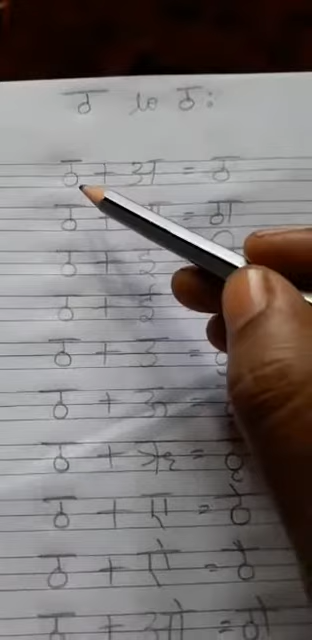 ठ to ठ:
ठ + अ = ठ
ठ + = ठा
ठ + इ
ठ + ई
ठ + उ =
ठ + ऊ =
ठ + ऋ = ठृ
ठ + ए = ठे
ठ + ऐ = ठै
ठ + ओ = ठो